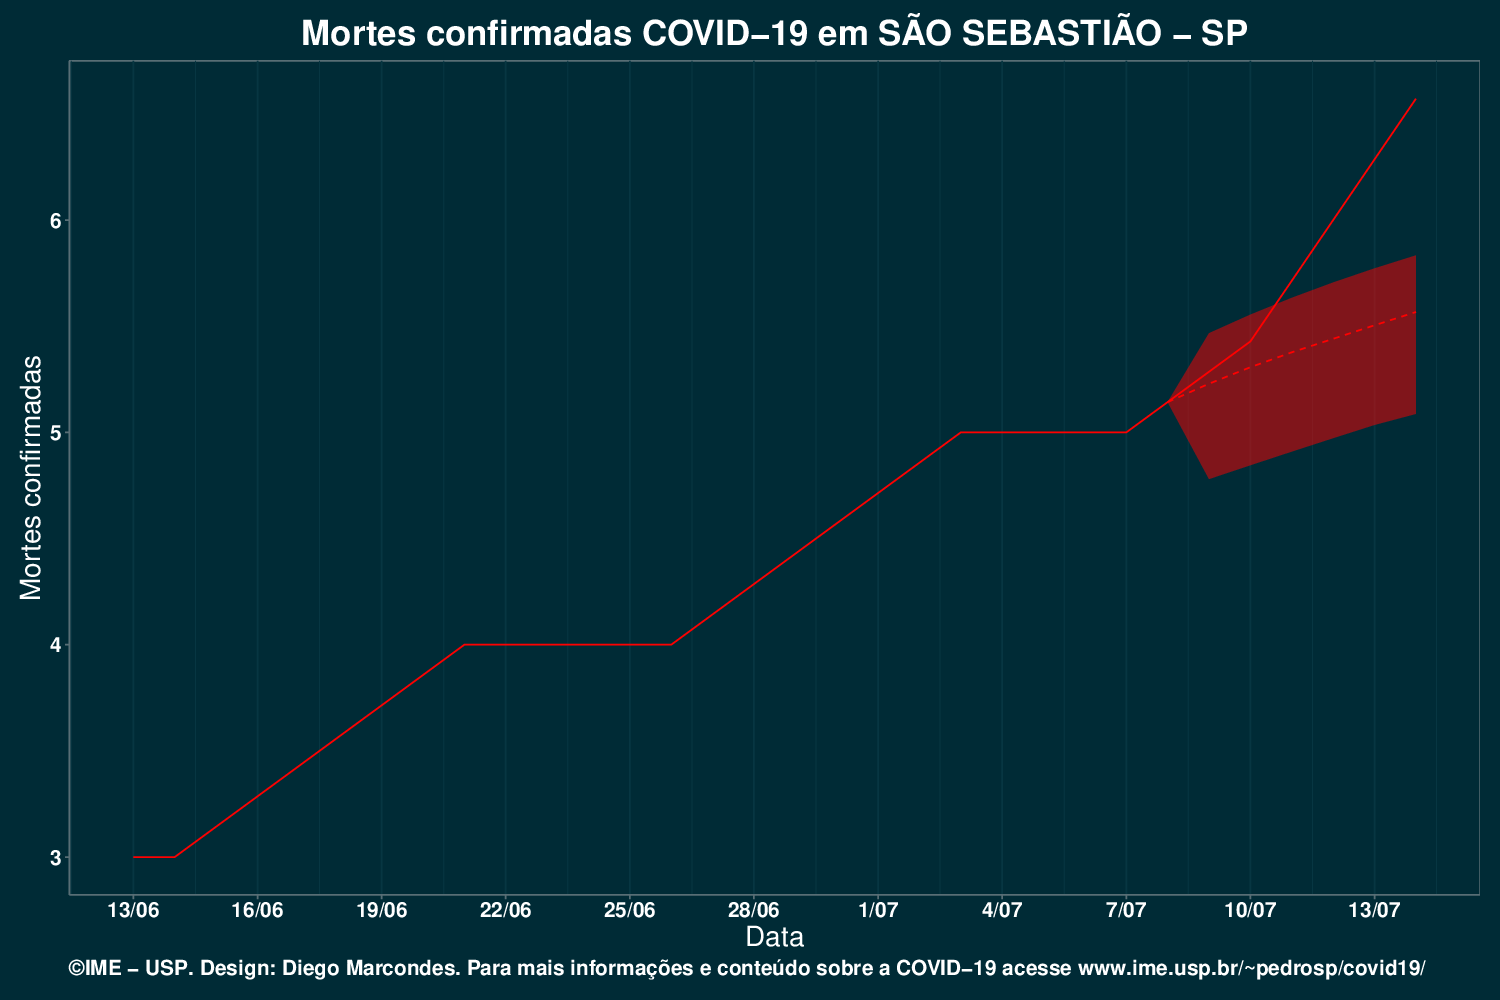 Mortes confirmadas COVID−19 em SÃO SEBASTIÃO − SP
Mortes confirmadas
6
5
4
3
13/06 16/06 19/06 22/06 25/06 28/06 1/07 4/07 7/07 10/07 13/07
Data
©IME − USP. Design: Diego Marcondes. Para mais informações e conteúdo sobre a COVID−19 acesse www.ime.usp.br/~pedrosp/covid19/